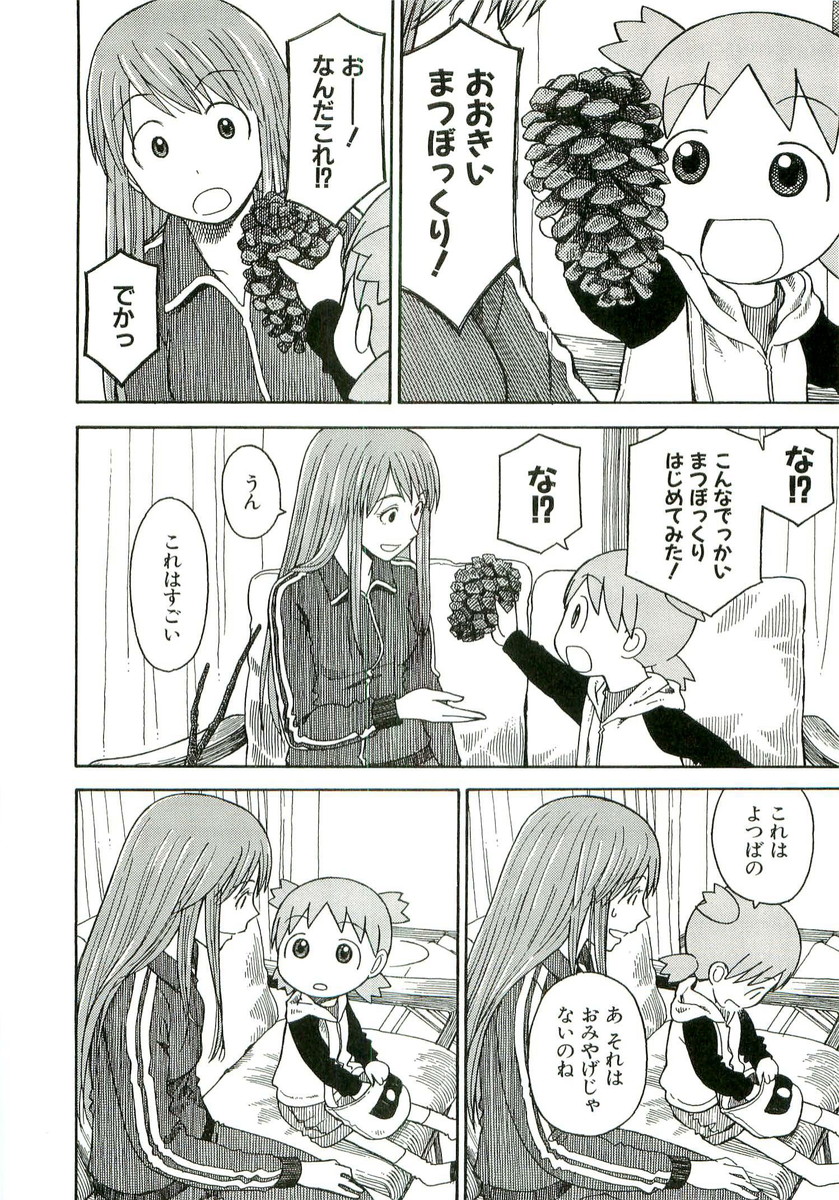 おおきい
まつぼっくり！
おー！
なんだこれ！？
でかっ
な！？
こんなでっかい
まつぼっくり
はじめてみた！
な！？
うん
これはすごい
これは
よつばの
あ それは
おみやげじゃ
ないのね